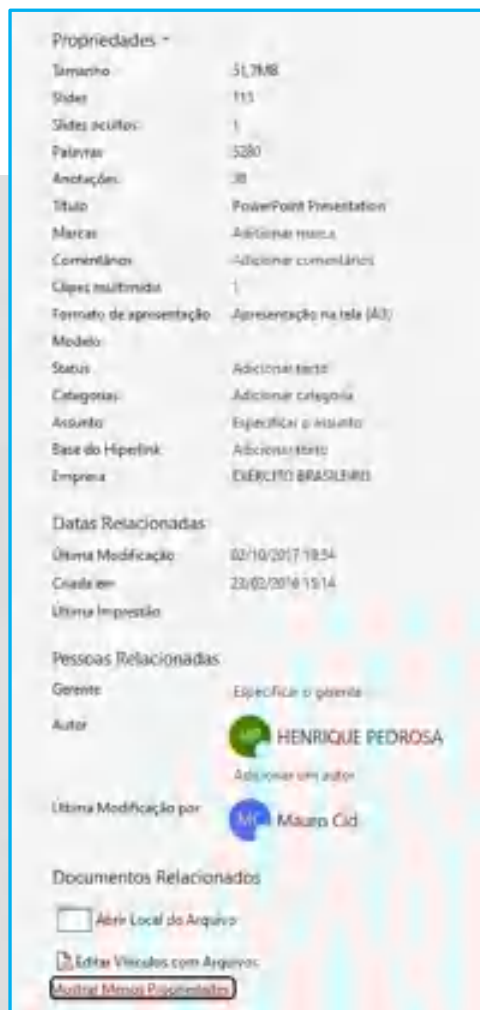 Propriedades
Tamanho 51,7MB
Slides 113
Slides ocultos 1
Palavras 5280
Anotações 38
Título PowerPoint Presentation
Marcas Adicionar marca
Comentários Adicionar comentários
Clipes multimídia 1
Formato de apresentação Apresentação na tela (A3)
Modelo
Status Adicionar texto
Categorias Adicionar categoria
Assunto Especificar o assunto
Base do Hiperlink Adicionar texto
Empresa EXÉRCITO BRASILEIRO
Datas Relacionadas
Última Modificação 02/10/2017 18:54
Criada em 23/02/2016 15:14
Última Impressão
Pessoas Relacionadas
Gerente Especificar o gerente
Autor
HP HENRIQUE PEDROSA
Adicionar um autor
Última Modificação por MC Mauro Cid
Documentos Relacionados
Abrir Local do Arquivo
Editar Vínculos com Arquivos
Mostrar Menos Propriedades